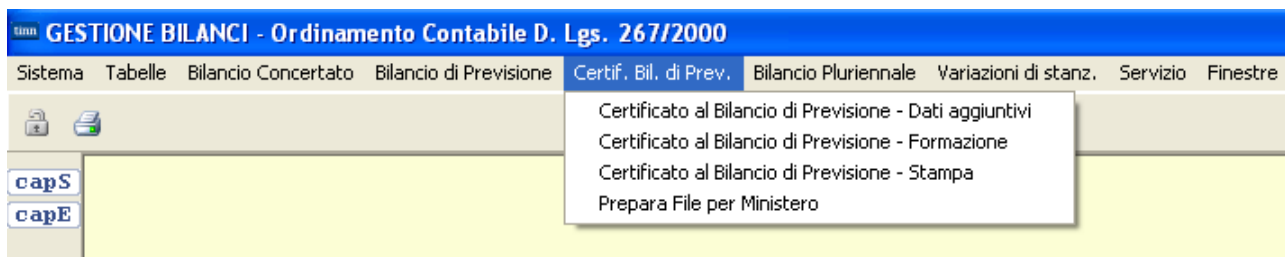 tinn GESTIONE BILANCI - Ordinamento Contabile D. Lgs. 267/2000
Sistema Tabelle Bilancio Concertato Bilancio di Previsione Certif. Bil. di Prev. Bilancio Pluriennale Variazioni di stanz. Servizio Finestre
Certificato al Bilancio di Previsione - Dati aggiuntivi
Certificato al Bilancio di Previsione - Formazione
Certificato al Bilancio di Previsione - Stampa
Prepara File per Ministero
capS
capE